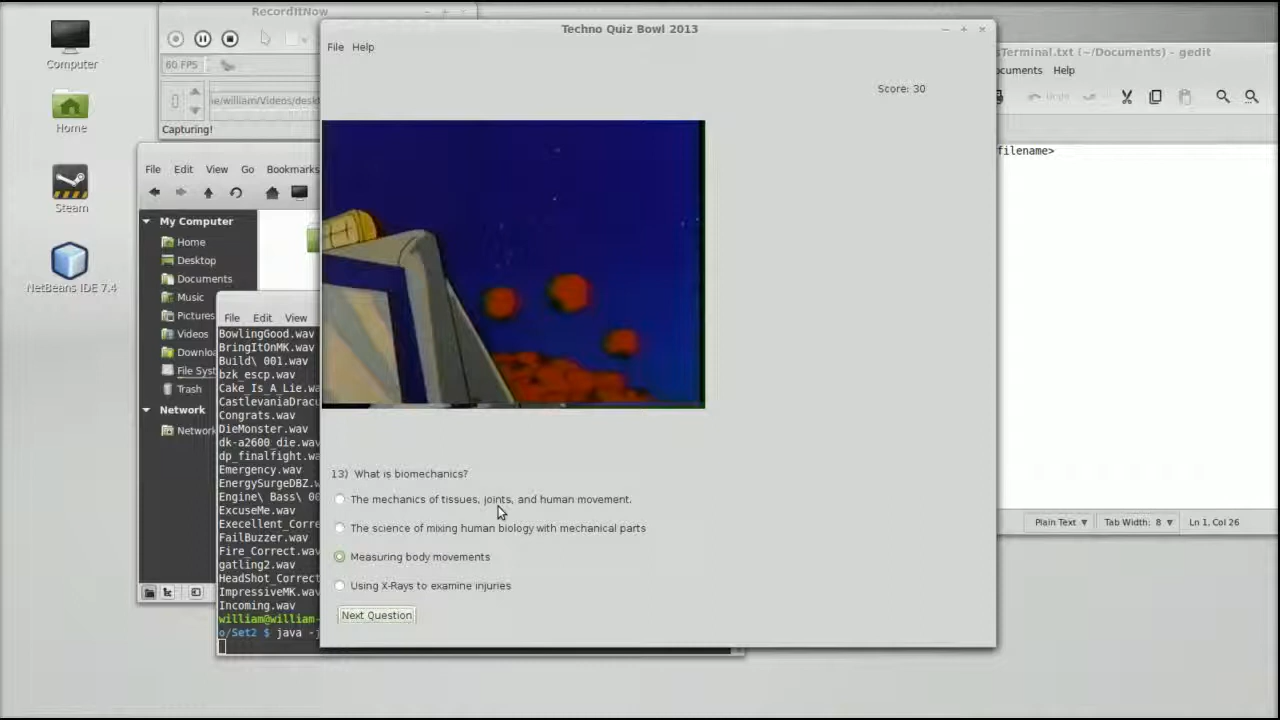 Computer
Home
Steam
NetBeans IDE 7.4
RecordItNow
60 FPS
Capturing!
File Edit View Go Bookmarks
My Computer
Home
Desktop
Documents
Music
Pictures
Videos
Trash
Network
File Edit View
BowlingGood.wav
BringItOnMK.wav
Build\ 001.wav
bzk_escp.wav
Cake_Is_A_Lie.wa
CastlevaniaDracu
Congrats.wav
DieMonster.wav
dk-a2600_die.wav
dp_finalfight.wa
Emergency.wav
EnergySurgeDBZ.w
Engine\ Bass\ 00
ExcuseMe.wav
Execellent_Corre
FailBuzzer.wav
Fire_Correct.wav
gatling2.wav
HeadShot_Correct
ImpressiveMK.wav
Incoming.wav
william@william-
o/Set2 $ java -j
Techno Quiz Bowl 2013
File Help
Score: 30
13) What is biomechanics?
The mechanics of tissues, joints, and human movement.
The science of mixing human biology with mechanical parts
Measuring body movements
Using X-Rays to examine injuries
Next Question
sTerminal.txt (~/Documents) - gedit
ocuments Help
Undo
filename>
Plain Text Tab Width: 8 Ln 1, Col 26